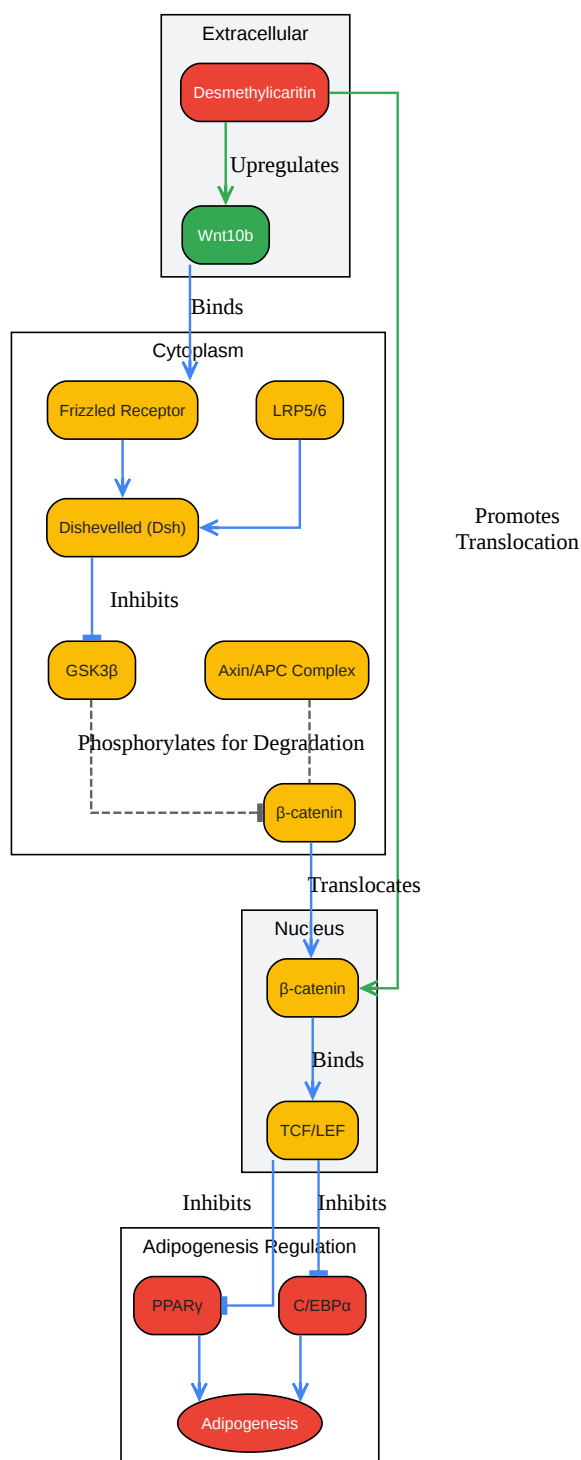 Extracellular
Desmethylicaritin
Upregulates
Wnt10b
Binds
Cytoplasm
Frizzled Receptor
LRP5/6
Dishevelled (Dsh)
Promotes
Translocation
Inhibits
GSK3β
Axin/APC Complex
Phosphorylates for Degradation
β-catenin
Translocates
Nucleus
β-catenin
Binds
TCF/LEF
Inhibits
Inhibits
Adipogenesis Regulation
PPARγ
C/EBPα
Adipogenesis